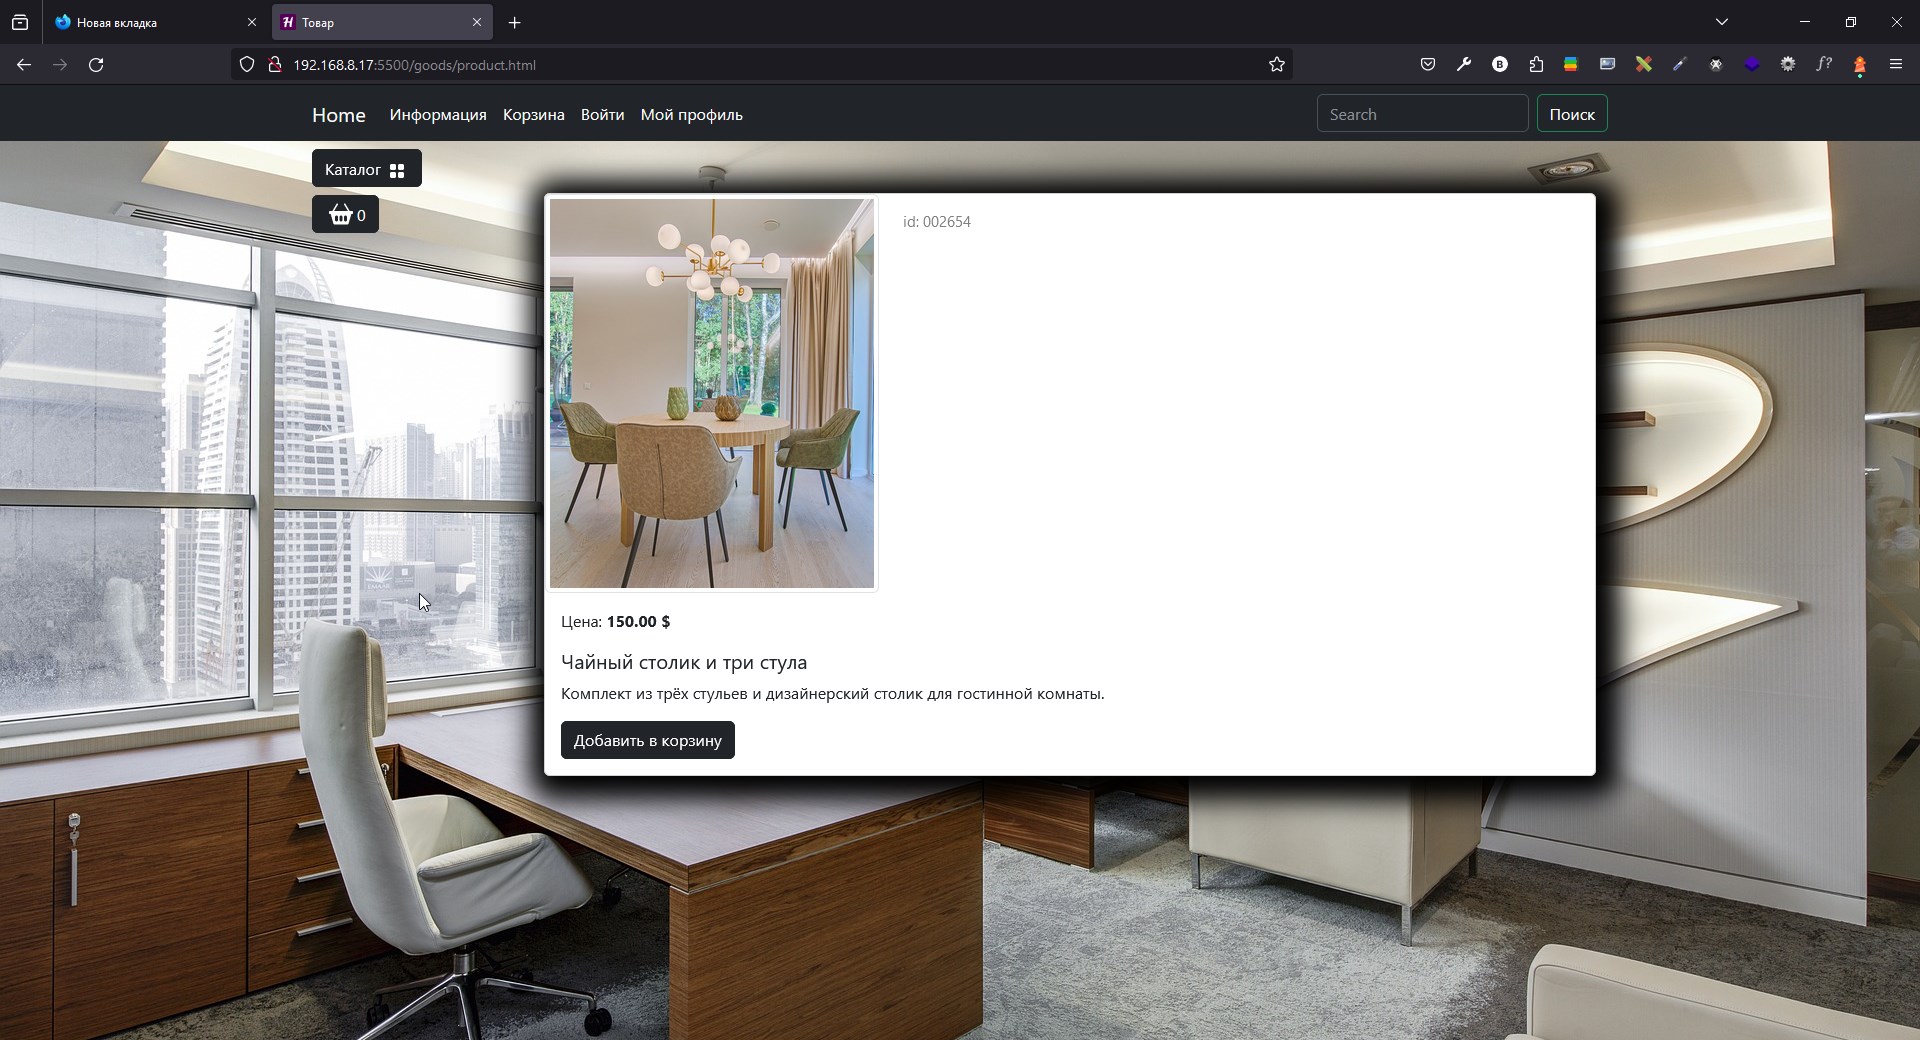 Новая вкладка
Товар
192.168.8.17:5500/goods/product.html
B
f?
Home Информация Корзина Войти Мой профиль Search Поиск
Каталог
0
id: 002654
Цена: 150.00 $
Чайный столик и три стула
Комплект из трёх стульев и дизайнерский столик для гостинной комнаты.
Добавить в корзину